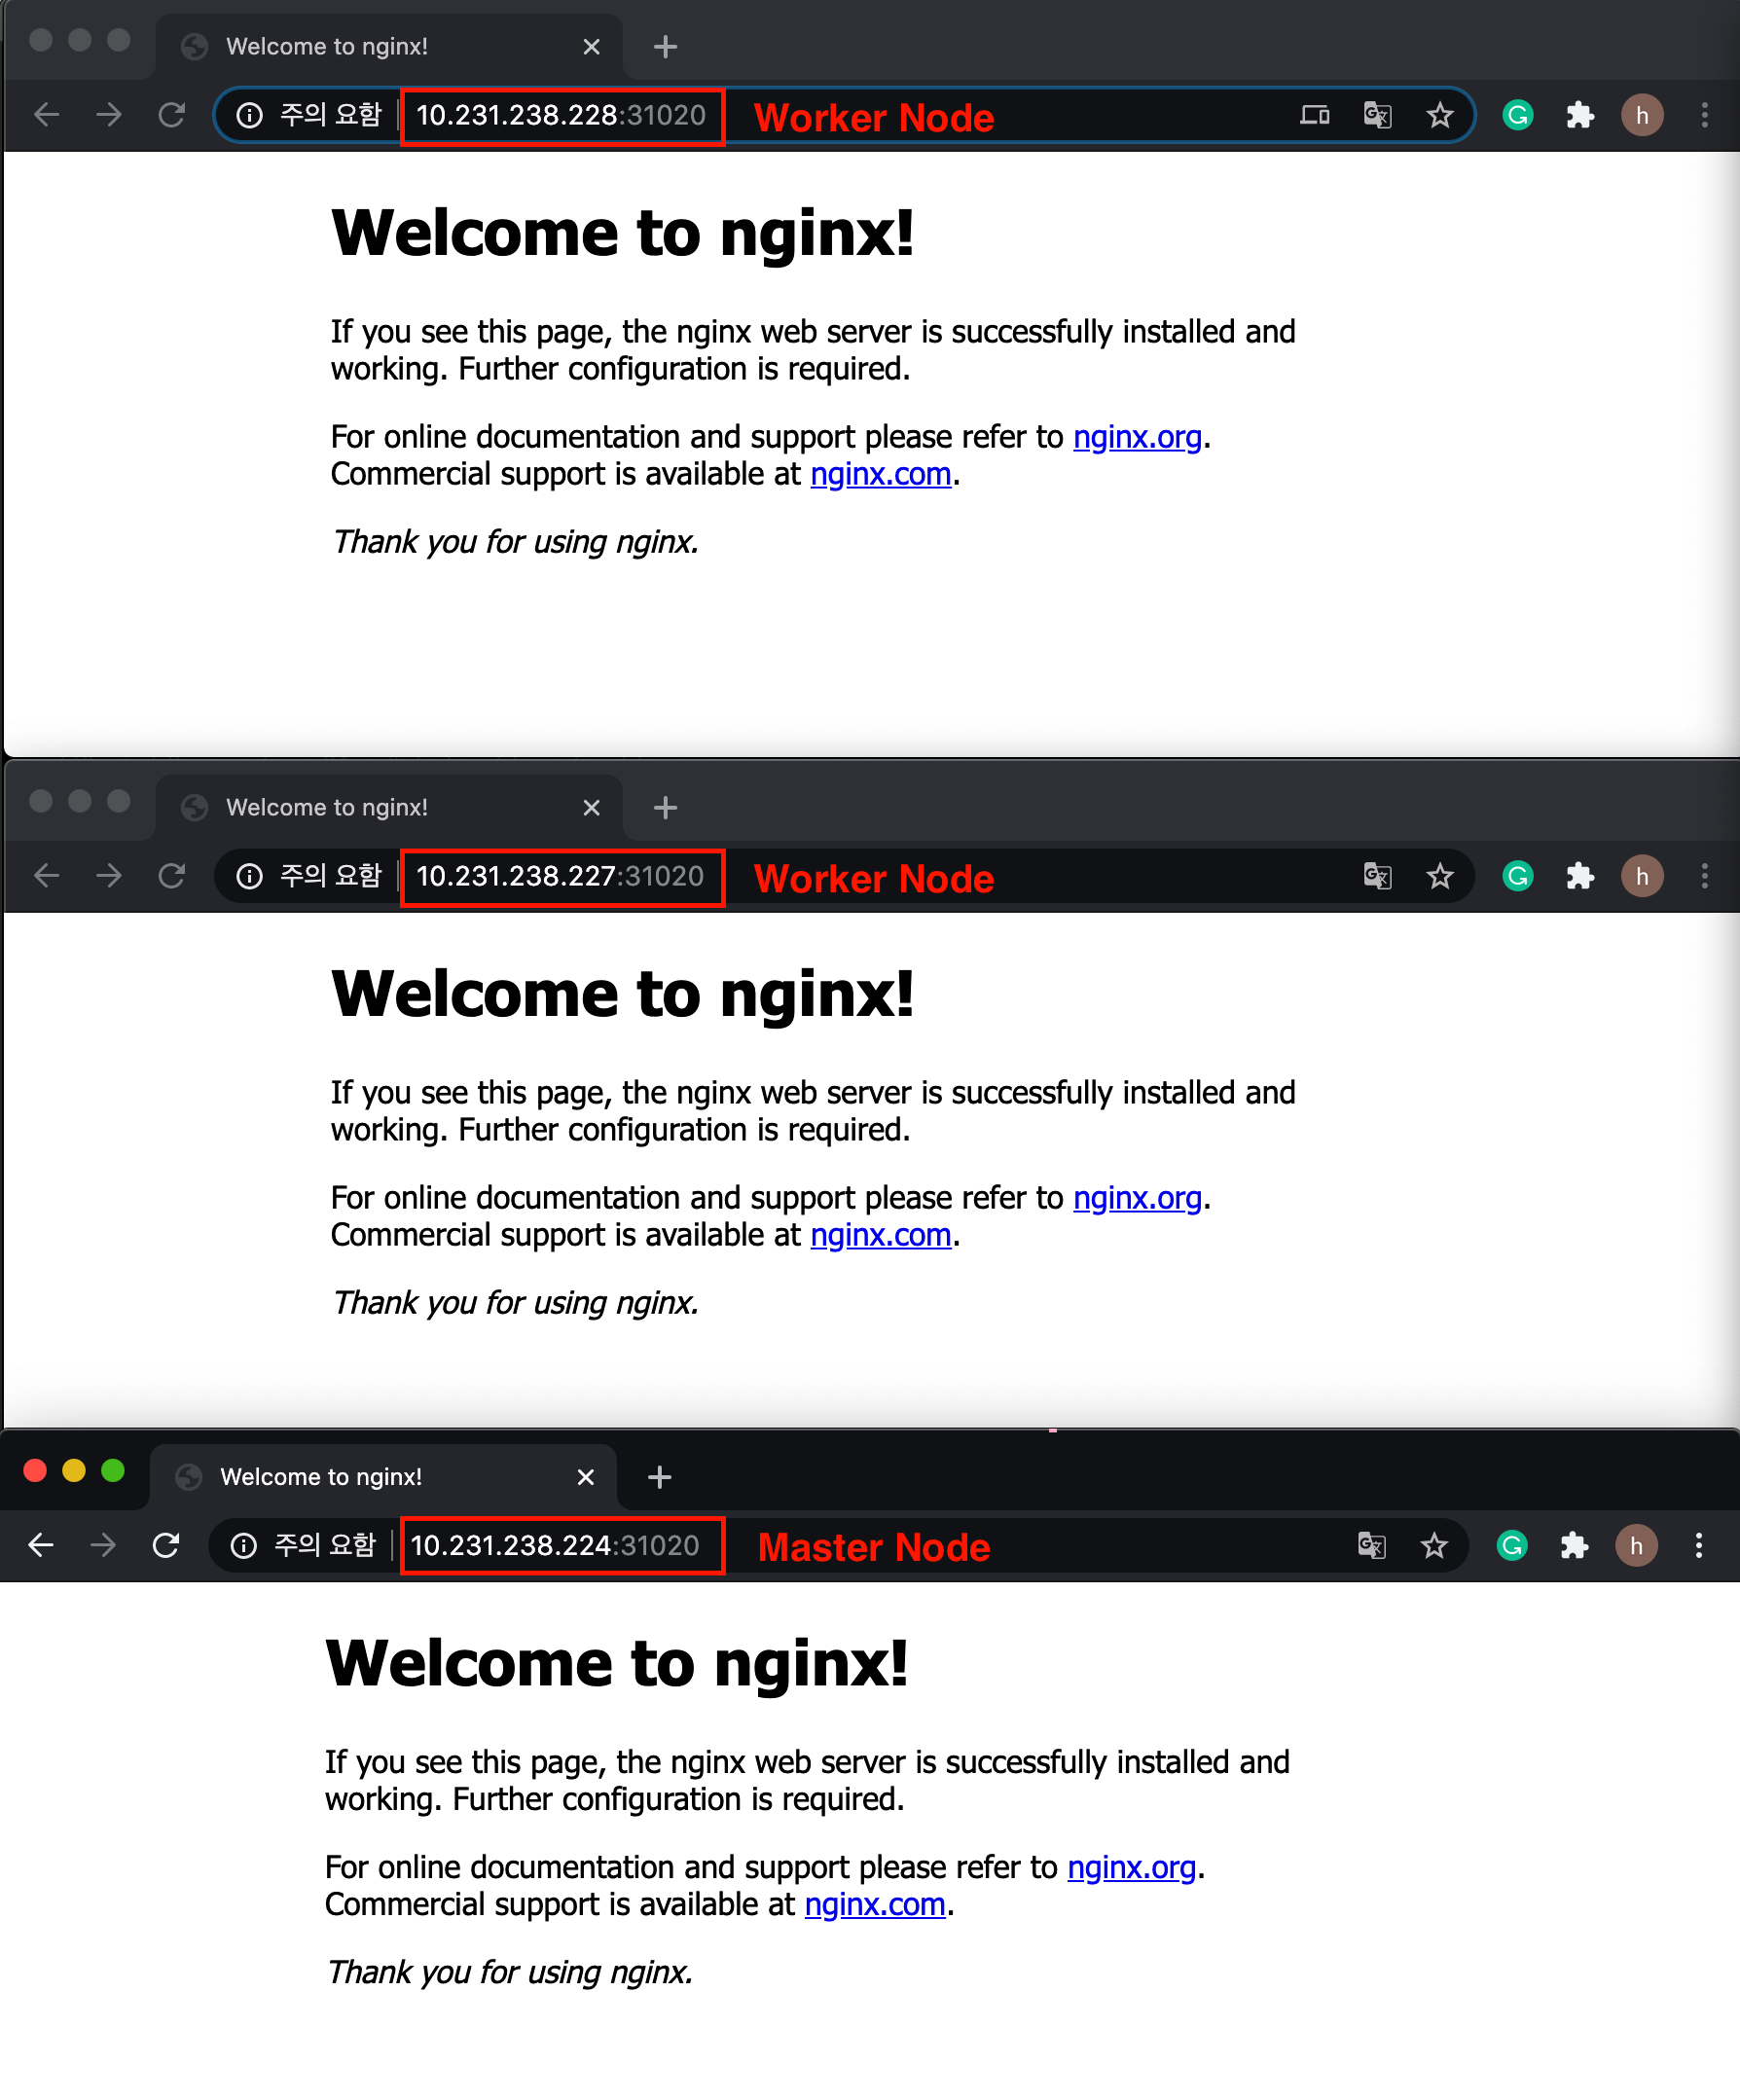 Welcome to nginx!
주의 요함 10.231.238.228:31020 Worker Node
h
Welcome to nginx!
If you see this page, the nginx web server is successfully installed and
working. Further configuration is required.
For online documentation and support please refer to nginx.org.
Commercial support is available at nginx.com.
Thank you for using nginx.
Welcome to nginx!
주의 요함 10.231.238.227:31020 Worker Node
h
Welcome to nginx!
If you see this page, the nginx web server is successfully installed and
working. Further configuration is required.
For online documentation and support please refer to nginx.org.
Commercial support is available at nginx.com.
Thank you for using nginx.
Welcome to nginx!
주의 요함 10.231.238.224:31020 Master Node
h
Welcome to nginx!
If you see this page, the nginx web server is successfully installed and
working. Further configuration is required.
For online documentation and support please refer to nginx.org.
Commercial support is available at nginx.com.
Thank you for using nginx.